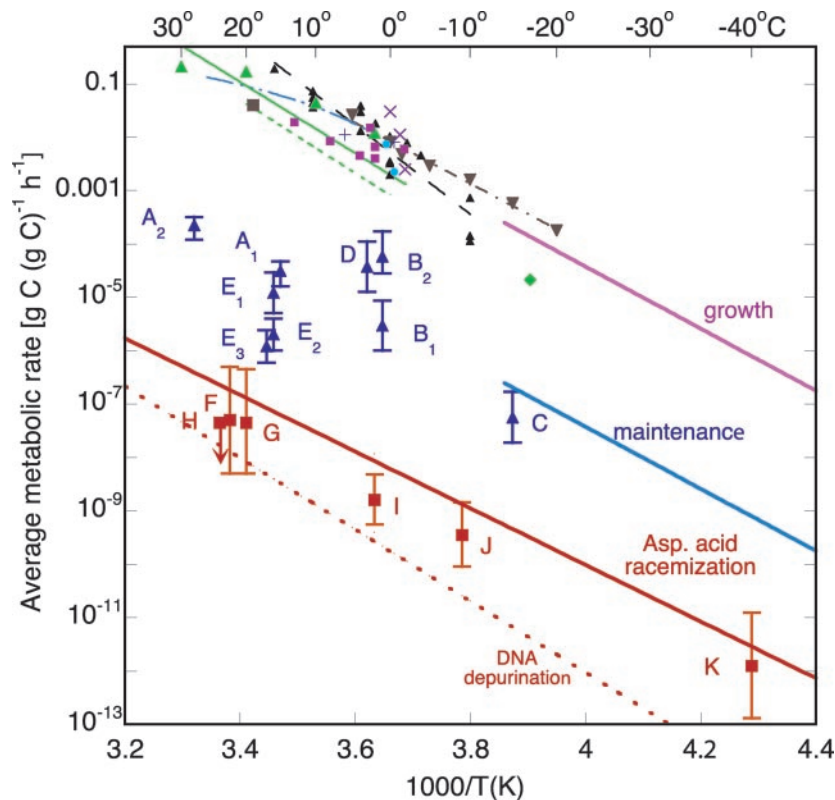 30° 20° 10° 0° -10° -20° -30° -40°C
0.1
0.001
10-5
10-7
10-9
10-11
10-13
Average metabolic rate [g C (g C)-1 h-1]
A2
A1
D
B2
E1
E3
E2
B1
growth
F
H
G
C
maintenance
I
J
Asp. acid
racemization
K
DNA
depurination
3.2 3.4 3.6 3.8 4 4.2 4.4
1000/T(K)